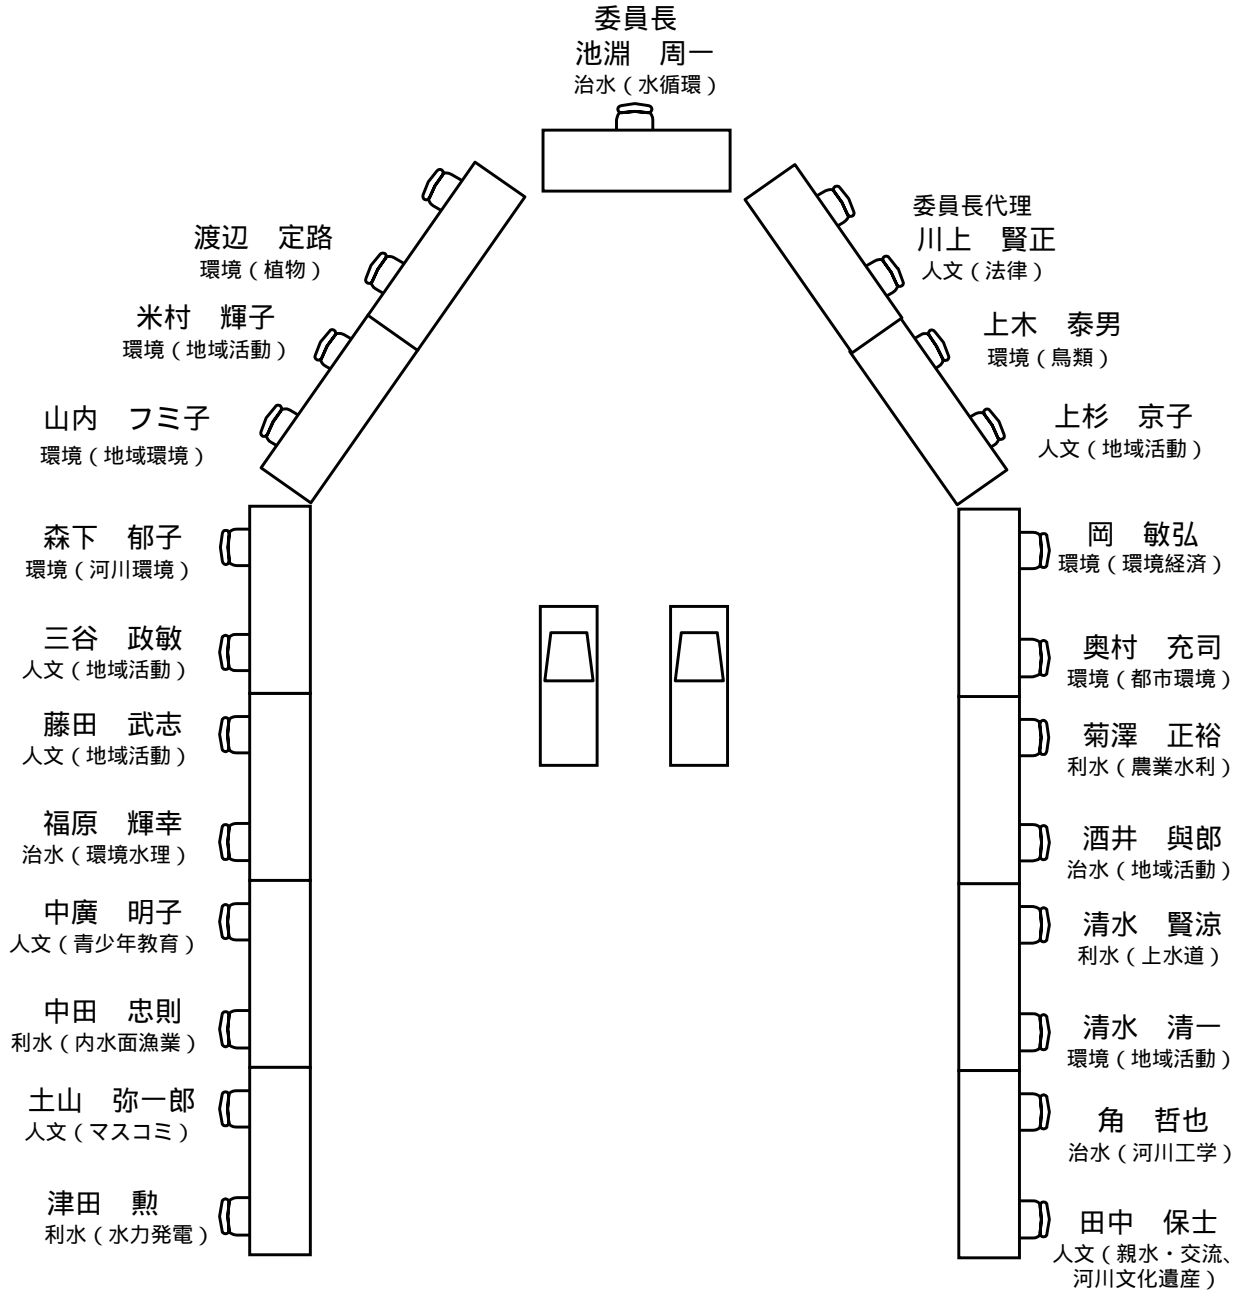 委員長
池淵　周一
治水（水循環）
渡辺　定路
環境（植物）
米村　輝子
環境（地域活動）
山内　フミ子
環境（地域環境）
森下　郁子
環境（河川環境）
三谷　政敏
人文（地域活動）
藤田　武志
人文（地域活動）
福原　輝幸
治水（環境水理）
中廣　明子
人文（青少年教育）
中田　忠則
利水（内水面漁業）
土山　弥一郎
人文（マスコミ）
津田　勲
利水（水力発電）
委員長代理
川上　賢正
人文（法律）
上木　泰男
環境（鳥類）
上杉　京子
人文（地域活動）
岡　敏弘
環境（環境経済）
奥村　充司
環境（都市環境）
菊澤　正裕
利水（農業水利）
酒井　與郎
治水（地域活動）
清水　賢涼
利水（上水道）
清水　清一
環境（地域活動）
角　哲也
治水（河川工学）
田中　保士
人文（親水・交流、
河川文化遺産）